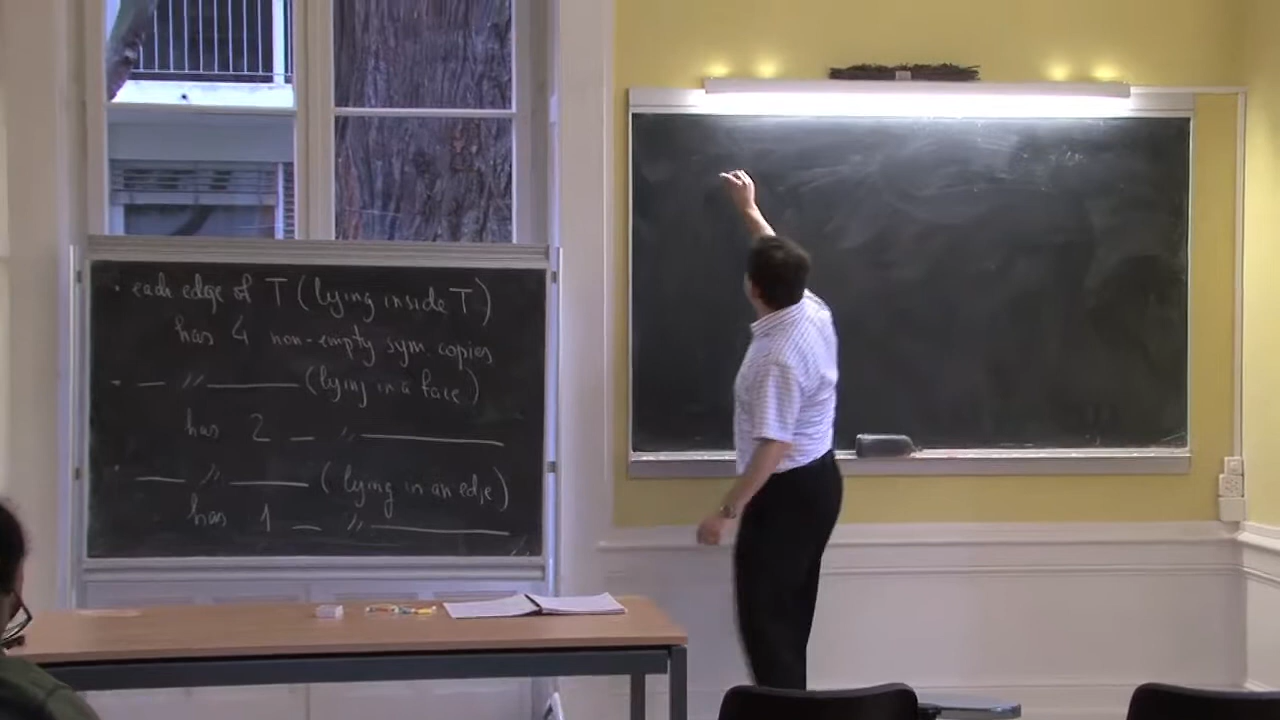 · each edge of T (lying inside T)
has 4 non-empty sym. copies
· — 〃 ——— (lying in a face)
has 2 — 〃 ———
· — 〃 ——— (lying in an edge)
has 1 — 〃 ———